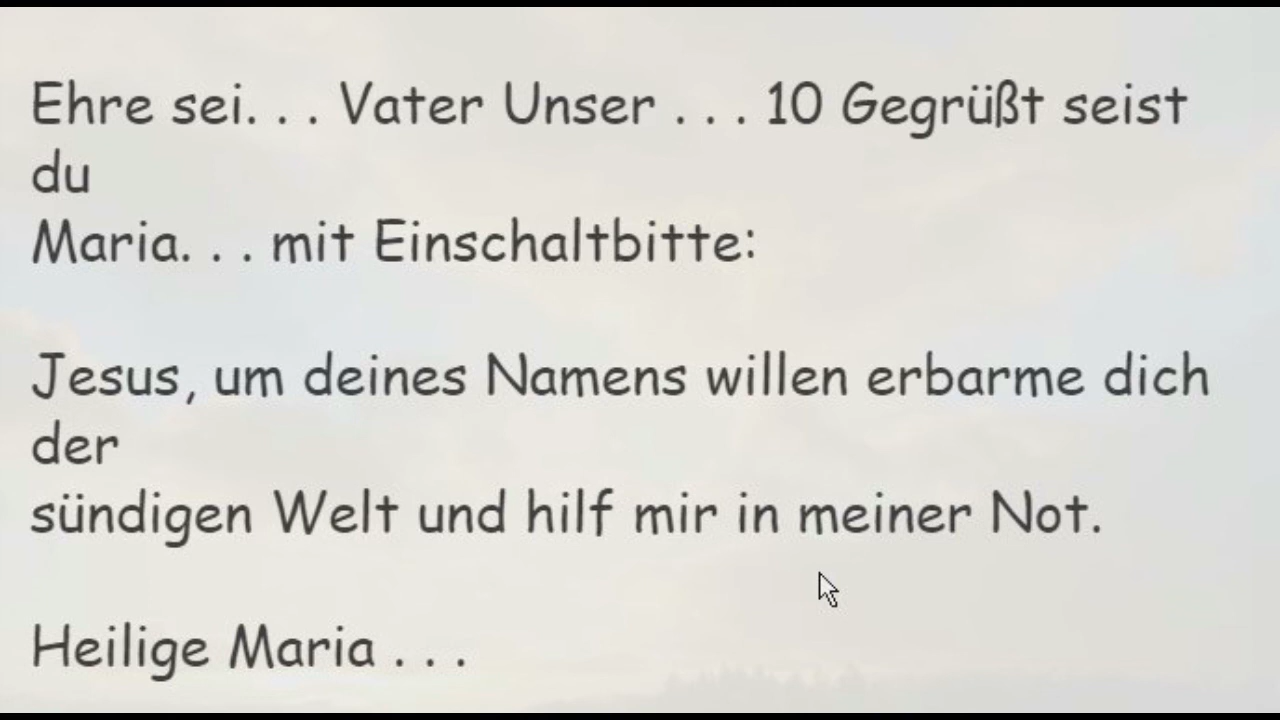 Ehre sei. . . Vater Unser . . . 10 Gegrüßt seist
du
Maria. . . mit Einschaltbitte:
Jesus, um deines Namens willen erbarme dich
der
sündigen Welt und hilf mir in meiner Not.
Heilige Maria . . .